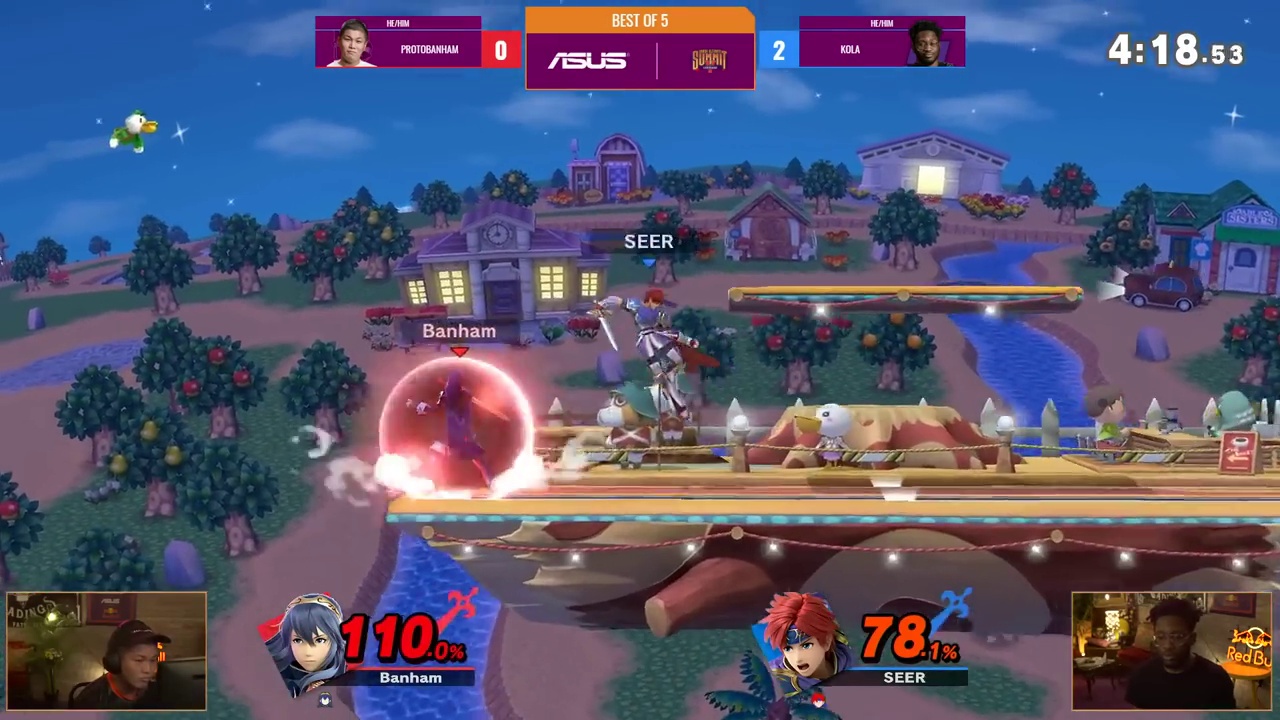 HE/HIM
PROTOBANHAM
0
BEST OF 5
ASUS
SUMMIT
2
HE/HIM
KOLA
4:18.53
SEER
Banham
110.0%
Banham
78.1%
SEER
Red Bu